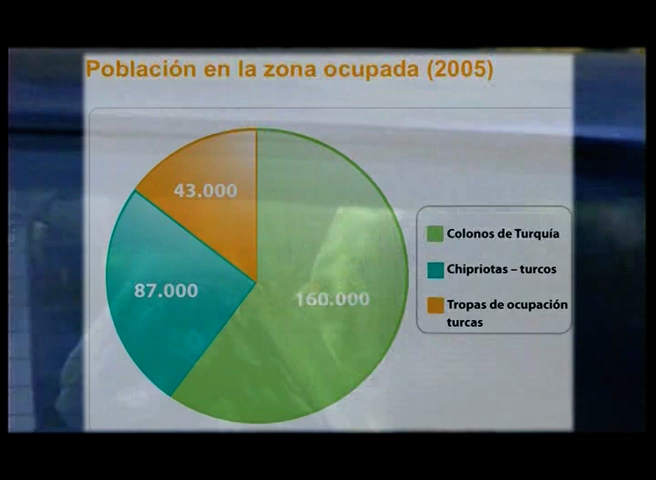 Población en la zona ocupada (2005)
43.000
87.000
160.000
Colonos de Turquía
Chipriotas – turcos
Tropas de ocupación
turcas